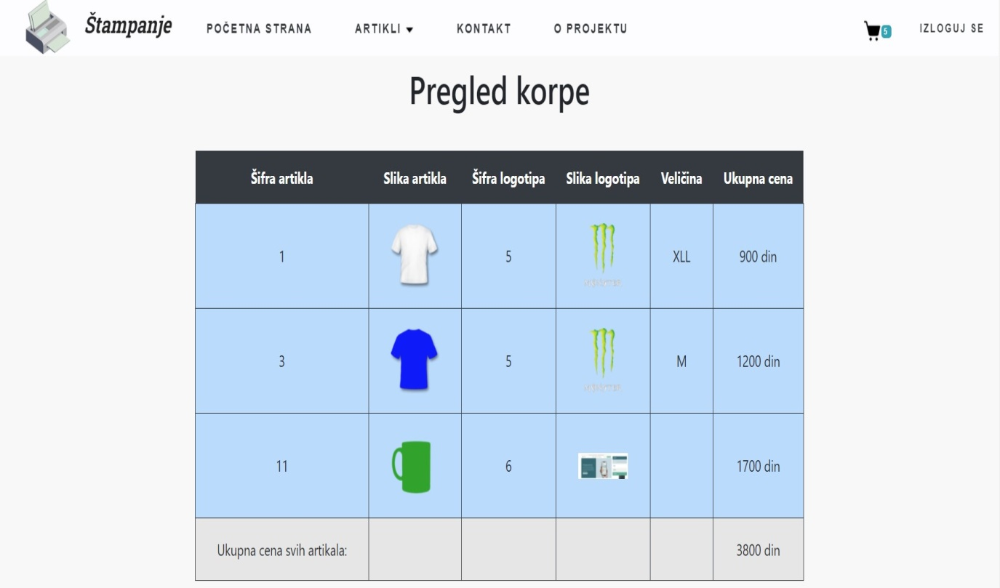 Štampanje POČETNA STRANA ARTIKLI KONTAKT O PROJEKTU 5 IZLOGUJ SE
Pregled korpe
Šifra artikla Slika artikla Šifra logotipa Slika logotipa Veličina Ukupna cena
1 5 XLL 900 din
3 5 M 1200 din
11 6 1700 din
Ukupna cena svih artikala: 3800 din